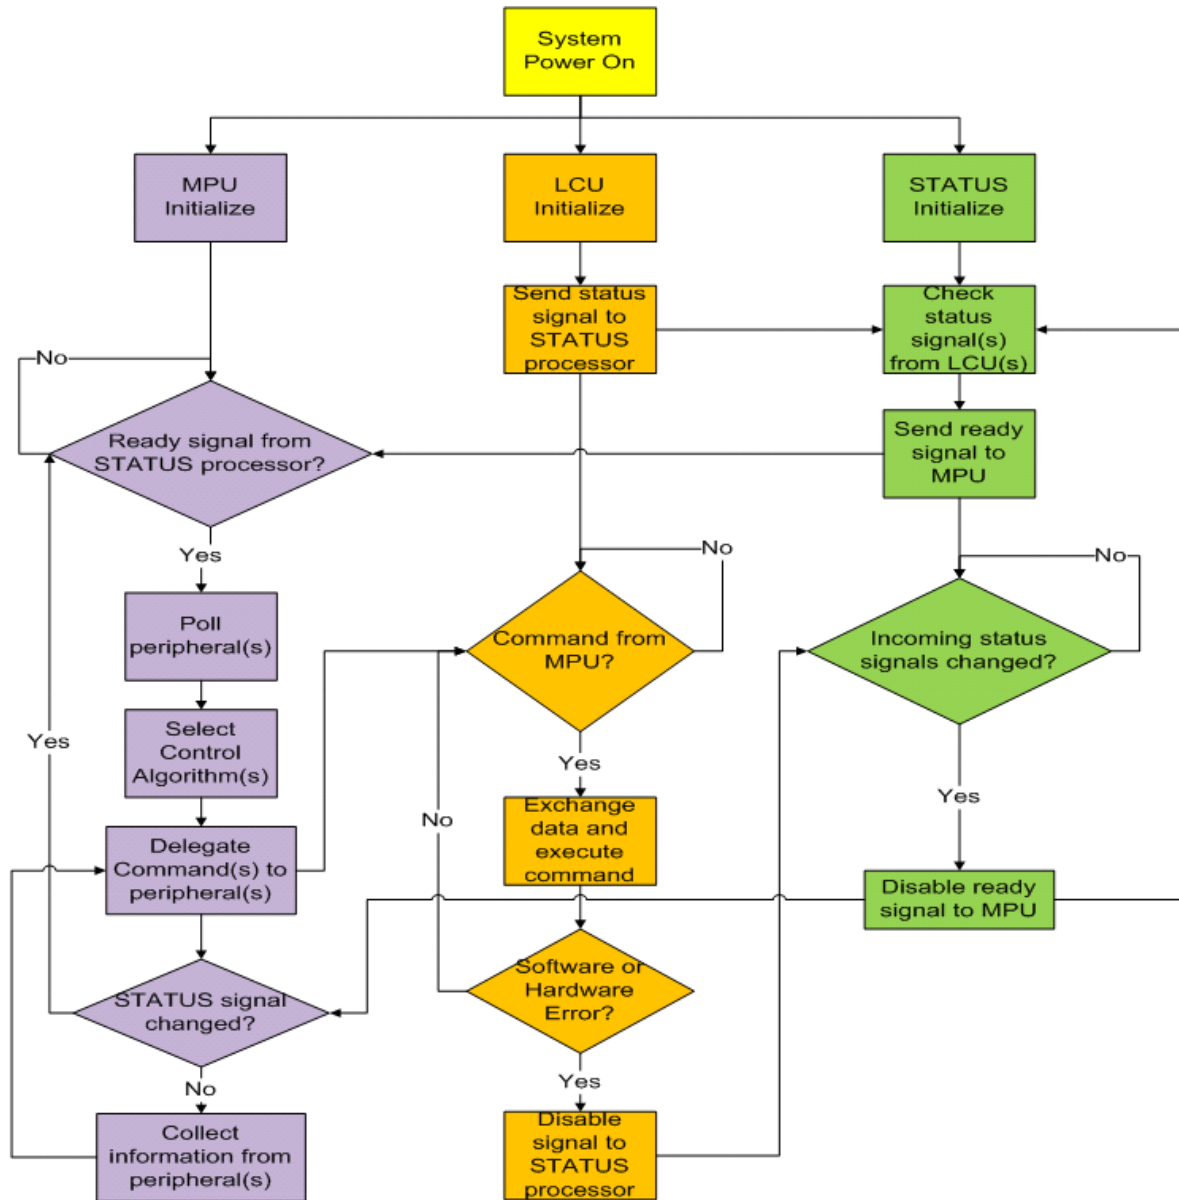 System
Power On
MPU
Initialize
LCU
Initialize
STATUS
Initialize
Send status
signal to
STATUS
processor
Check
status
signal(s)
from LCU(s)
No
Ready signal from
STATUS processor?
Send ready
signal to
MPU
Yes
No
No
Poll
peripheral(s)
Command from
MPU?
Incoming status
signals changed?
Select
Control
Algorithm(s)
Yes
Yes
Yes
No
Exchange
data and
execute
command
Delegate
Command(s) to
peripheral(s)
Disable ready
signal to MPU
STATUS signal
changed?
Software or
Hardware
Error?
No
Yes
Collect
information from
peripheral(s)
Disable
signal to
STATUS
processor